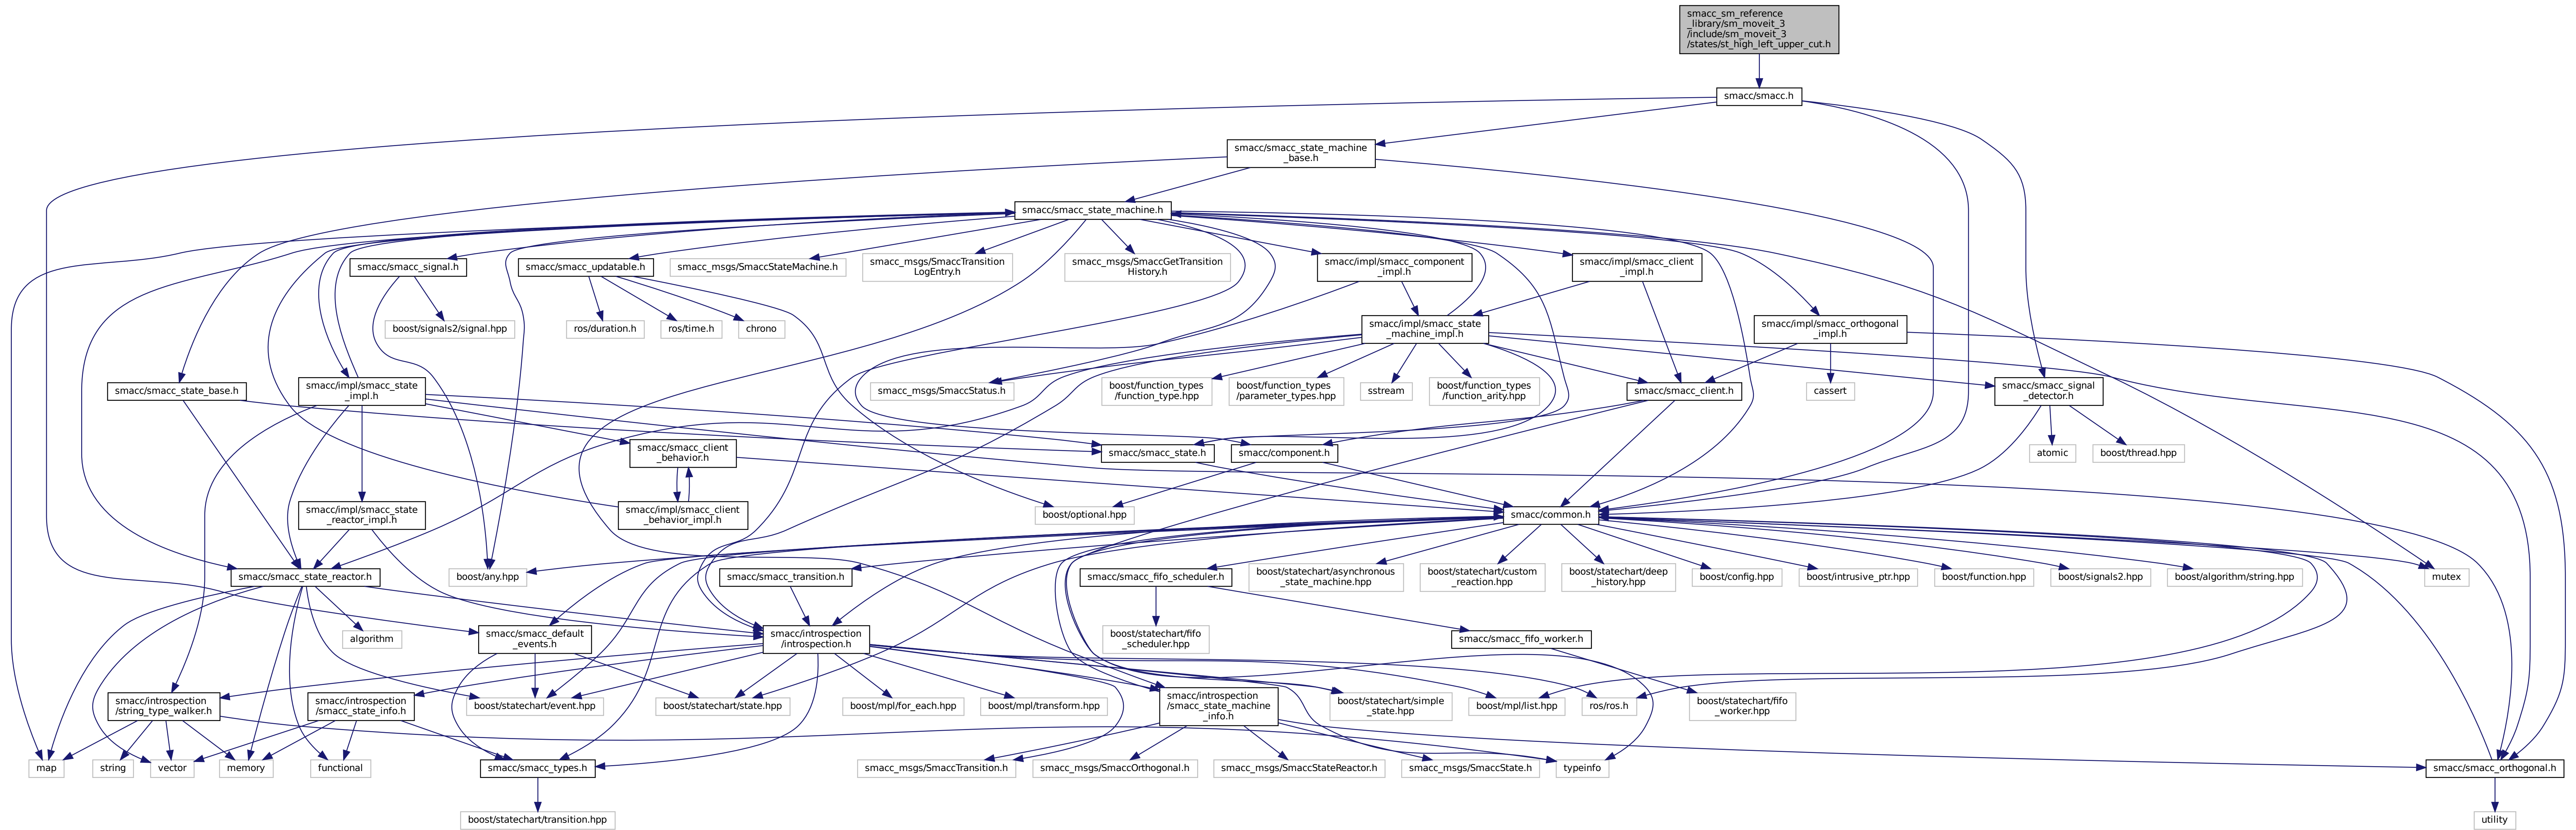 smacc_sm_reference
_library/sm_moveit_3
/include/sm_moveit_3
/states/st_high_left_upper_cut.h
smacc/smacc.h
smacc/smacc_state_machine
_base.h
smacc/smacc_state_machine.h
smacc/smacc_signal.h
smacc/smacc_updatable.h
smacc_msgs/SmaccStateMachine.h
smacc_msgs/SmaccTransition
LogEntry.h
smacc_msgs/SmaccGetTransition
History.h
smacc/impl/smacc_component
_impl.h
smacc/impl/smacc_client
_impl.h
boost/signals2/signal.hpp
ros/duration.h
ros/time.h
chrono
smacc/impl/smacc_state
_machine_impl.h
smacc/impl/smacc_orthogonal
_impl.h
smacc/smacc_state_base.h
smacc/impl/smacc_state
_impl.h
smacc_msgs/SmaccStatus.h
boost/function_types
/function_type.hpp
boost/function_types
/parameter_types.hpp
sstream
boost/function_types
/function_arity.hpp
smacc/smacc_client.h
cassert
smacc/smacc_signal
_detector.h
smacc/smacc_client
_behavior.h
smacc/smacc_state.h
smacc/component.h
atomic
boost/thread.hpp
smacc/impl/smacc_state
_reactor_impl.h
smacc/impl/smacc_client
_behavior_impl.h
boost/optional.hpp
smacc/common.h
smacc/smacc_state_reactor.h
boost/any.hpp
smacc/smacc_transition.h
smacc/smacc_fifo_scheduler.h
boost/statechart/asynchronous
_state_machine.hpp
boost/statechart/custom
_reaction.hpp
boost/statechart/deep
_history.hpp
boost/config.hpp
boost/intrusive_ptr.hpp
boost/function.hpp
boost/signals2.hpp
boost/algorithm/string.hpp
mutex
algorithm
smacc/smacc_default
_events.h
smacc/introspection
/introspection.h
boost/statechart/fifo
_scheduler.hpp
smacc/smacc_fifo_worker.h
smacc/introspection
/string_type_walker.h
smacc/introspection
/smacc_state_info.h
boost/statechart/event.hpp
boost/statechart/state.hpp
boost/mpl/for_each.hpp
boost/mpl/transform.hpp
smacc/introspection
/smacc_state_machine
_info.h
boost/statechart/simple
_state.hpp
boost/mpl/list.hpp
ros/ros.h
boost/statechart/fifo
_worker.hpp
map
string
vector
memory
functional
smacc/smacc_types.h
smacc_msgs/SmaccTransition.h
smacc_msgs/SmaccOrthogonal.h
smacc_msgs/SmaccStateReactor.h
smacc_msgs/SmaccState.h
typeinfo
smacc/smacc_orthogonal.h
boost/statechart/transition.hpp
utility